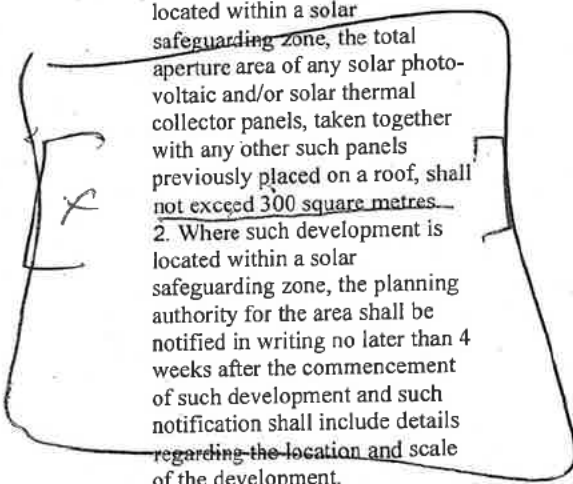 located within a solar
safeguarding zone, the total
aperture area of any solar photo-
voltaic and/or solar thermal
collector panels, taken together
with any other such panels
previously placed on a roof, shall
not exceed 300 square metres.
2. Where such development is
located within a solar
safeguarding zone, the planning
authority for the area shall be
notified in writing no later than 4
weeks after the commencement
of such development and such
notification shall include details
regarding the location and scale
of the development.